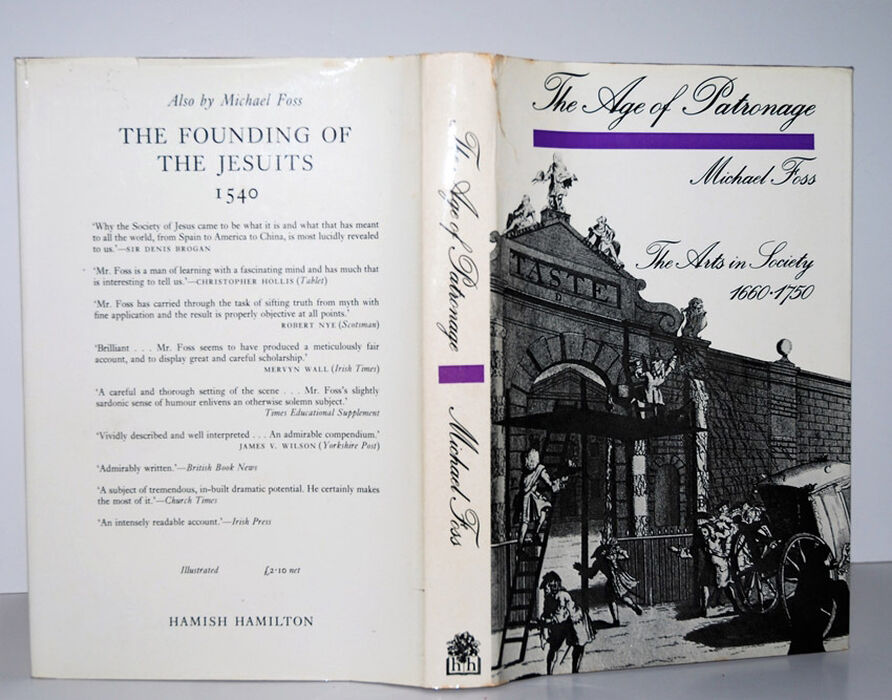 Also by Michael Foss
THE FOUNDING OF
THE JESUITS
1540
'Why the Society of Jesus came to be what it is and what that has meant
to all the world, from Spain to America to China, is most lucidly revealed
to us.'—SIR DENIS BROGAN
'Mr. Foss is a man of learning with a fascinating mind and has much that
is interesting to tell us.'—CHRISTOPHER HOLLIS (Tablet)
'Mr. Foss has carried through the task of sifting truth from myth with
fine application and the result is properly objective at all points.'
ROBERT NYE (Scotsman)
'Brilliant . . . Mr. Foss seems to have produced a meticulously fair
account, and to display great and careful scholarship.'
MERVYN WALL (Irish Times)
'A careful and thorough setting of the scene . . . Mr. Foss's slightly
sardonic sense of humour enlivens an otherwise solemn subject.'
Times Educational Supplement
'Vividly described and well interpreted . . . An admirable compendium.'
JAMES V. WILSON (Yorkshire Post)
'Admirably written.'—British Book News
'A subject of tremendous, in-built dramatic potential. He certainly makes
the most of it.'—Church Times
'An intensely readable account.'—Irish Press
Illustrated £2·10 net
HAMISH HAMILTON
The Age of Patronage
Michael Foss
h h
The Age of Patronage
Michael Foss
The Arts in Society
1660·1750
TASTE